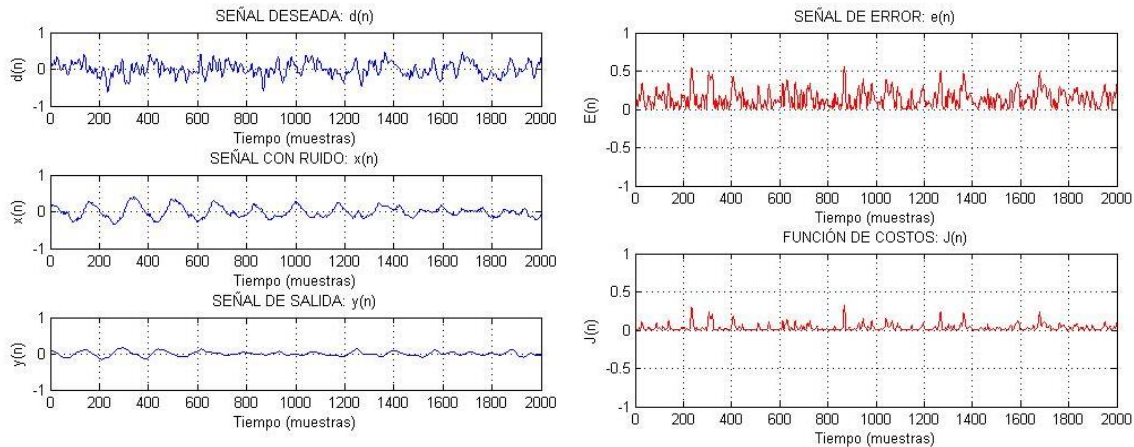 SEÑAL DESEADA: d(n)
1
0
-1
d(n)
0 200 400 600 800 1000 1200 1400 1600 1800 2000
Tiempo (muestras)
SEÑAL CON RUIDO: x(n)
1
0
-1
x(n)
0 200 400 600 800 1000 1200 1400 1600 1800 2000
Tiempo (muestras)
SEÑAL DE SALIDA: y(n)
1
0
-1
y(n)
0 200 400 600 800 1000 1200 1400 1600 1800 2000
Tiempo (muestras)
SEÑAL DE ERROR: e(n)
1
0.5
0
-0.5
-1
E(n)
0 200 400 600 800 1000 1200 1400 1600 1800 2000
Tiempo (muestras)
FUNCIÓN DE COSTOS: J(n)
1
0.5
0
-0.5
-1
J(n)
0 200 400 600 800 1000 1200 1400 1600 1800 2000
Tiempo (muestras)